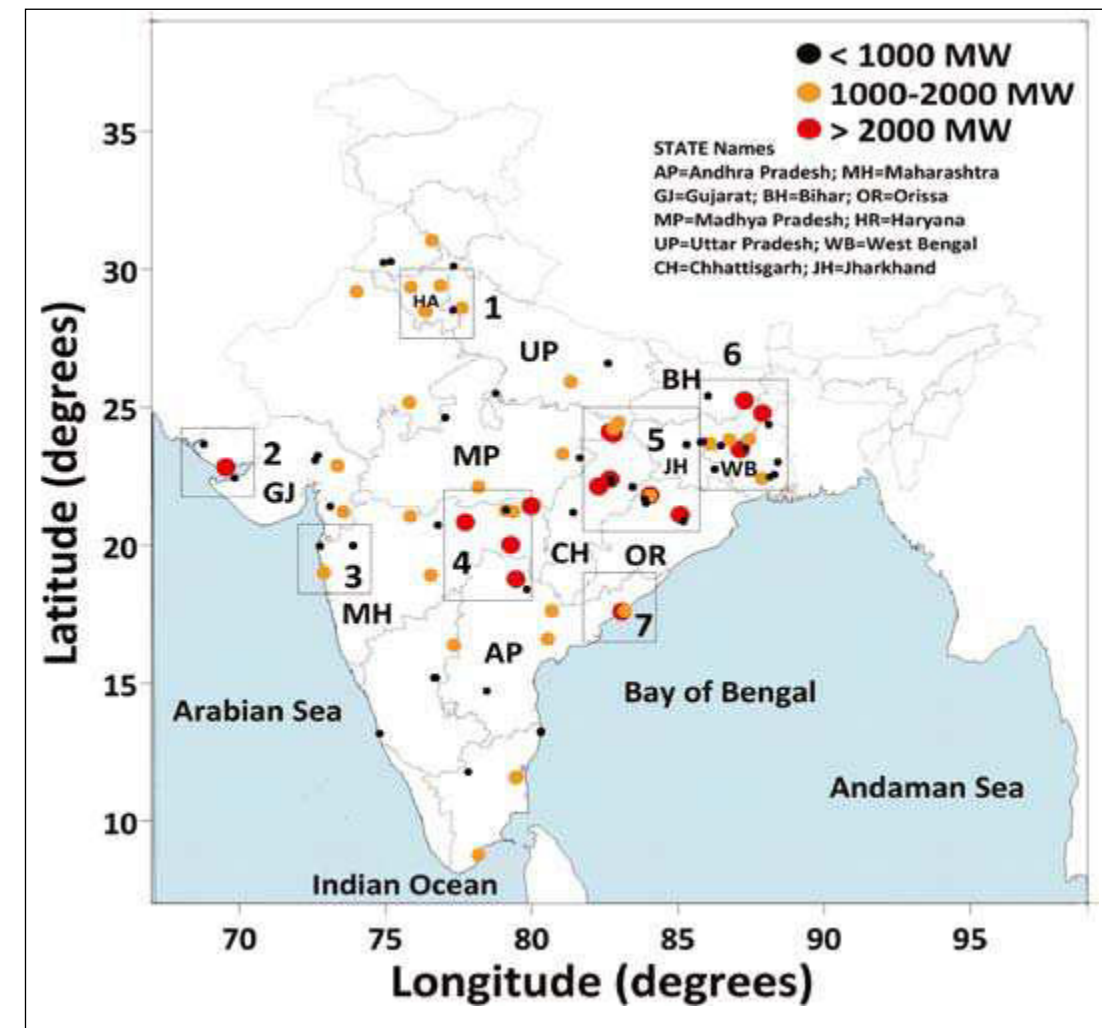 < 1000 MW
1000-2000 MW
> 2000 MW
STATE Names
AP=Andhra Pradesh; MH=Maharashtra
GJ=Gujarat; BH=Bihar; OR=Orissa
MP=Madhya Pradesh; HR=Haryana
UP=Uttar Pradesh; WB=West Bengal
CH=Chhattisgarh; JH=Jharkhand
35
30
25
20
15
10
Latitude (degrees)
HA
1
UP
6
BH
2
GJ
MP
5
JH
WB
4
CH
OR
3
MH
7
AP
Bay of Bengal
Arabian Sea
Andaman Sea
Indian Ocean
70
75
80
85
90
95
Longitude (degrees)